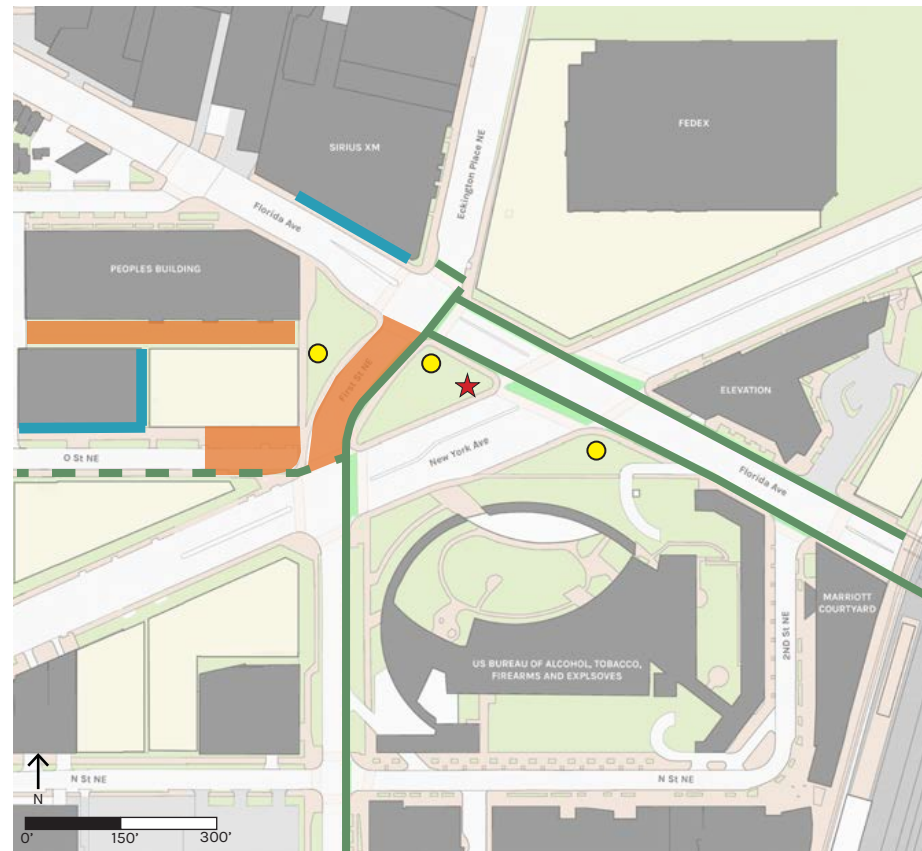 FEDEX
SIRIUS XM
Eckington Place NE
Florida Ave
PEOPLES BUILDING
First St NE
ELEVATION
New York Ave
O St NE
Florida Ave
MARRIOTT
COURTYARD
2ND St NE
US BUREAU OF ALCOHOL, TOBACCO,
FIREARMS AND EXPLSOVES
N St NE
N St NE
N
0'
150'
300'